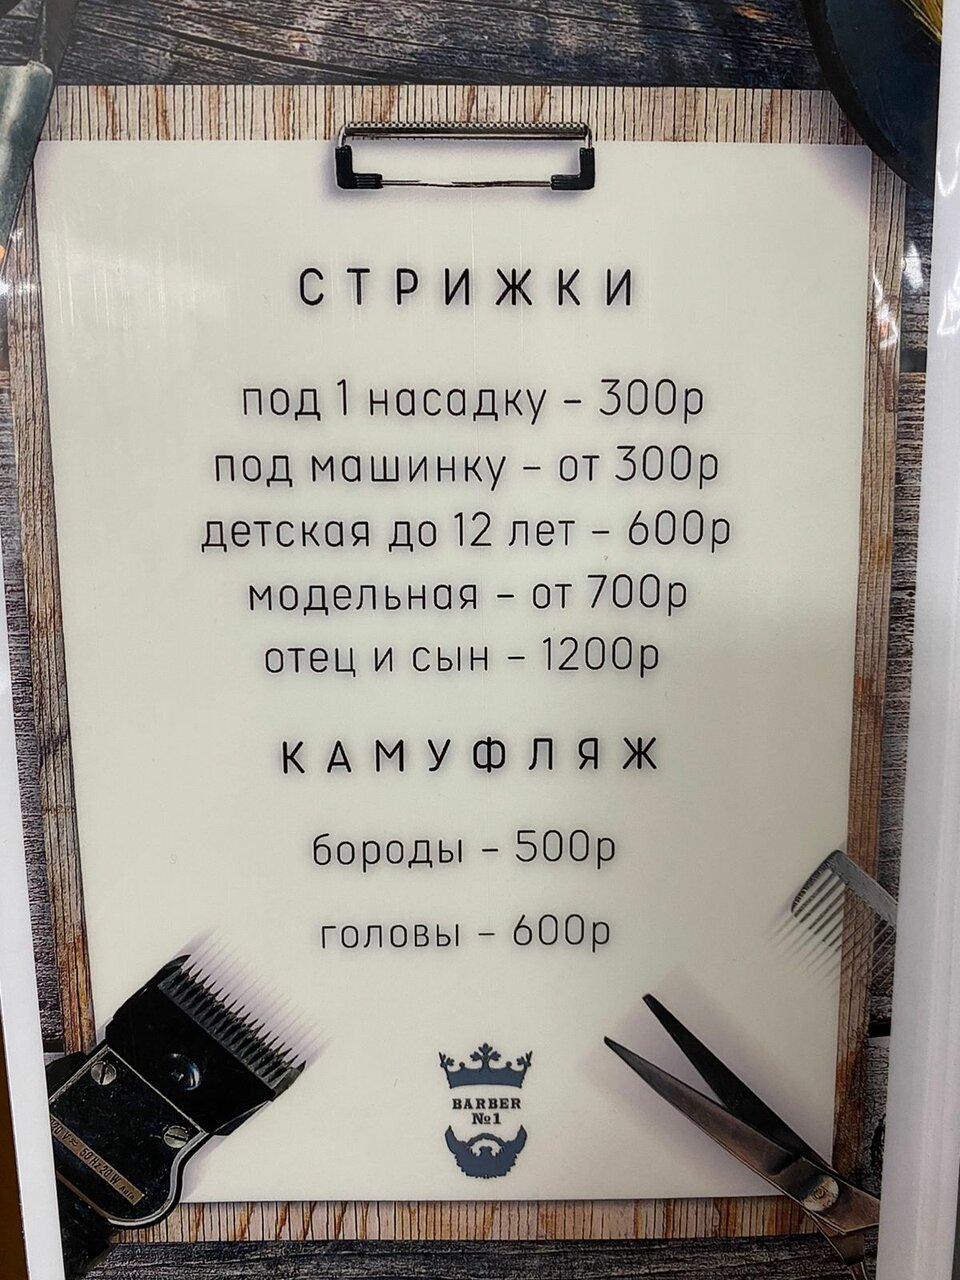 СТРИЖКИ
под 1 насадку – 300р
под машинку – от 300р
детская до 12 лет – 600р
модельная – от 700р
отец и сын – 1200р
КАМУФЛЯЖ
бороды – 500р
головы – 600р
BARBER
№1